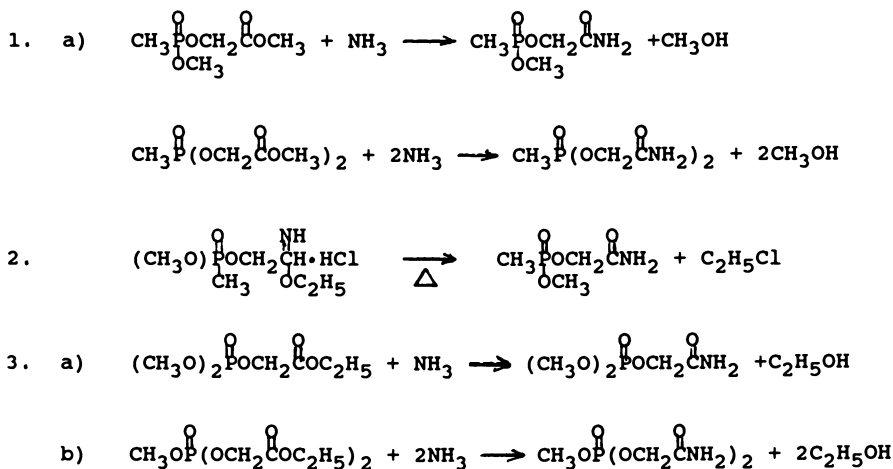 O O O O
1. a) CH3POCH2COCH3 + NH3 ⟶ CH3POCH2CNH2 +CH3OH
OCH3 OCH3
O O O O
CH3P(OCH2COCH3)2 + 2NH3 ⟶ CH3P(OCH2CNH2)2 + 2CH3OH
O NH O O
2. (CH3O)POCH2CH•HCl ⟶ CH3POCH2CNH2 + C2H5Cl
CH3 OC2H5 △ OCH3
O O O O
3. a) (CH3O)2POCH2COC2H5 + NH3 ⟶ (CH3O)2POCH2CNH2 +C2H5OH
O O O O
b) CH3OP(OCH2COC2H5)2 + 2NH3 ⟶ CH3OP(OCH2CNH2)2 + 2C2H5OH